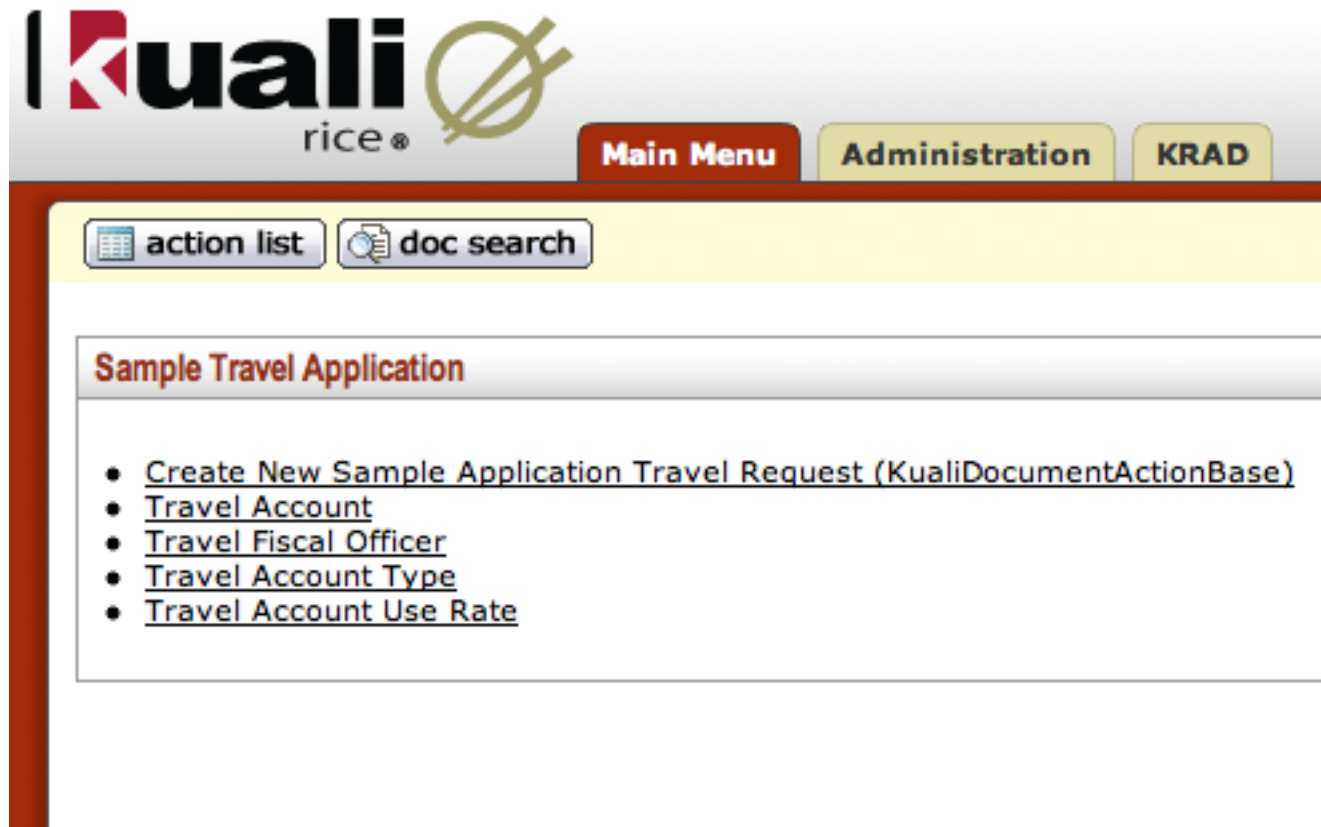 kuali
rice®
Main Menu Administration KRAD
action list doc search
Sample Travel Application
Create New Sample Application Travel Request (KualiDocumentActionBase)
Travel Account
Travel Fiscal Officer
Travel Account Type
Travel Account Use Rate